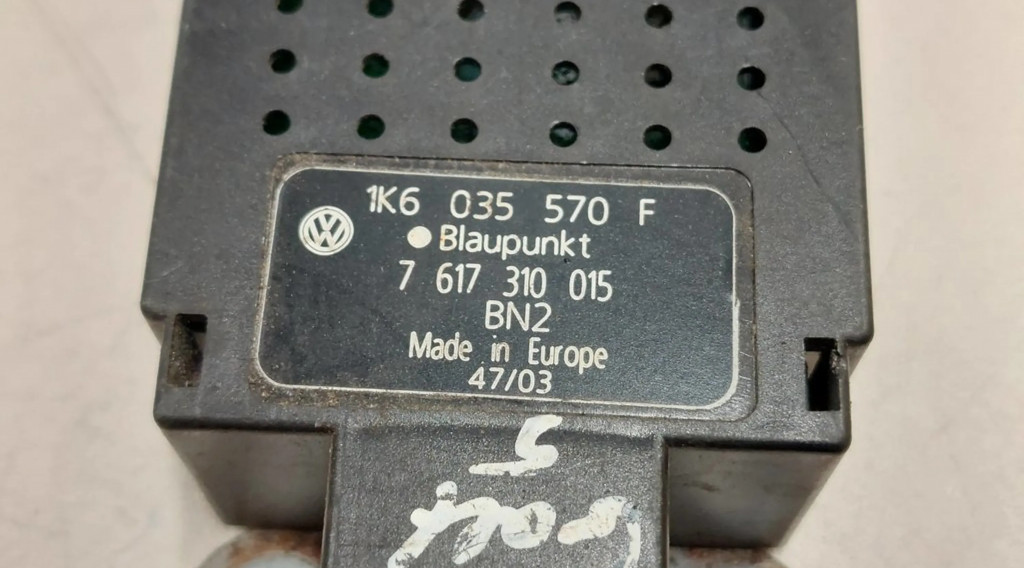 1K6 035 570 F
Blaupunkt
7 617 310 015
BN2
Made in Europe
47/03